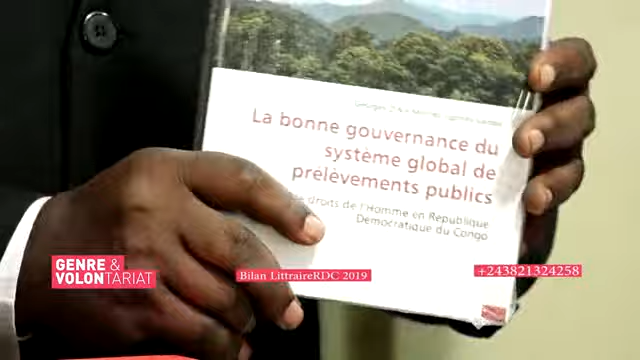 La bonne gouvernance du
système global de
prélèvements publics
droits de l'Homme en République
Démocratique du Congo
GENRE &
VOLONTARIAT
Bilan LittraireRDC 2019
+243821324258